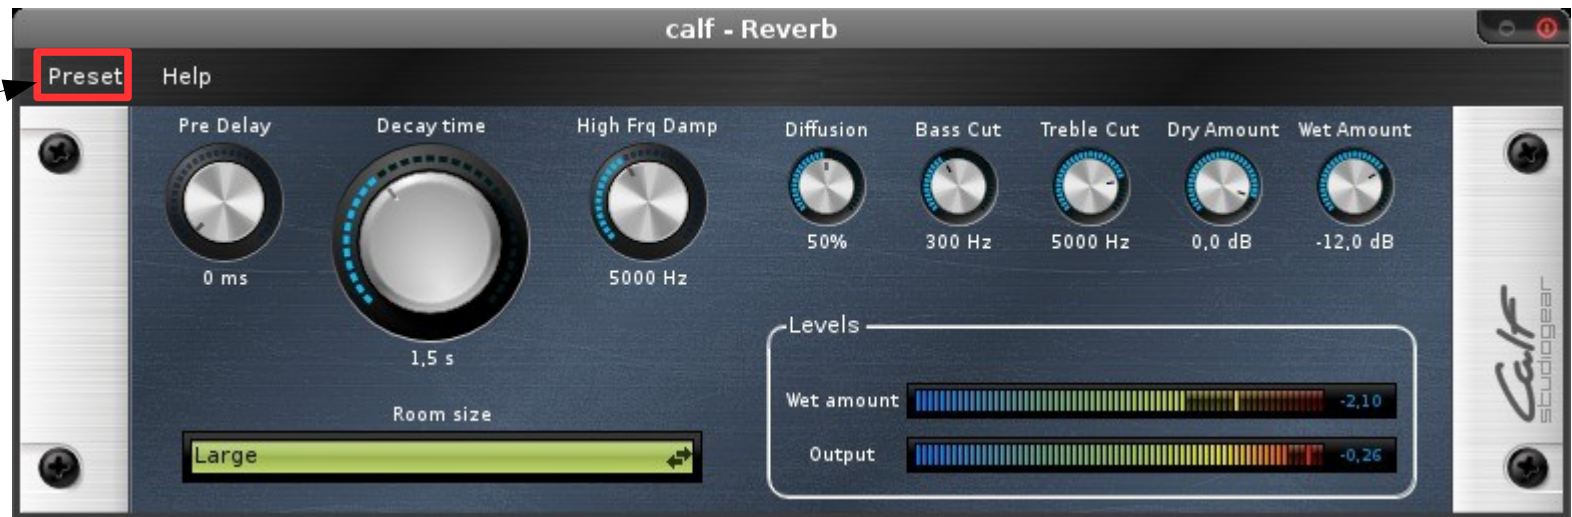 calf - Reverb
Preset Help
Pre Delay Decay time High Frq Damp Diffusion Bass Cut Treble Cut Dry Amount Wet Amount
50% 300 Hz 5000 Hz 0,0 dB -12,0 dB
0 ms 5000 Hz
Levels
1,5 s
Wet amount -2,10
Room size
Large
Output -0,26
Calf
studiogear